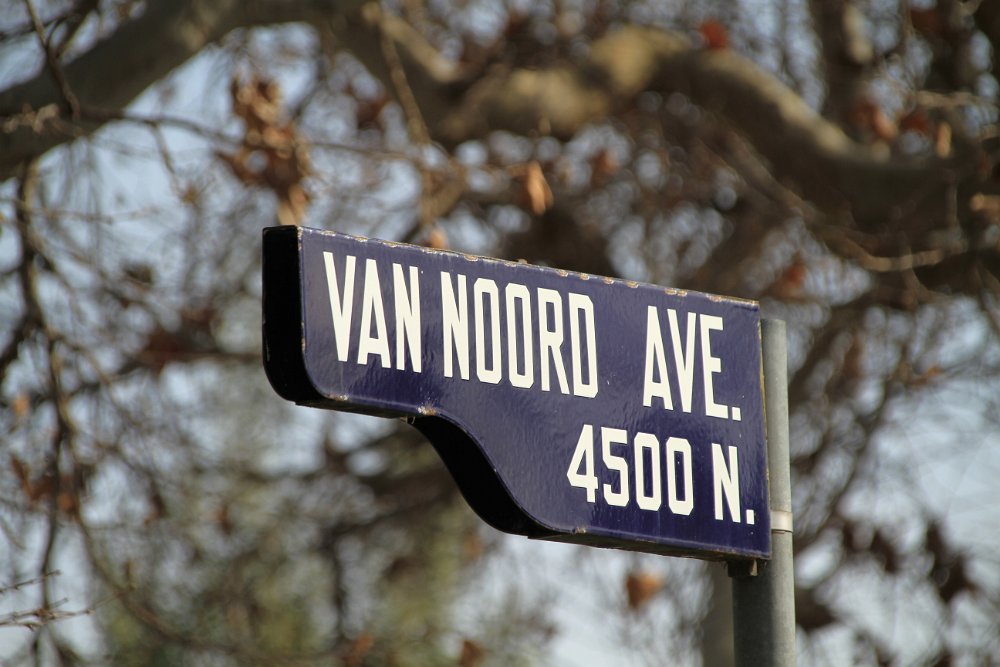 VAN NOORD AVE.
4500 N.